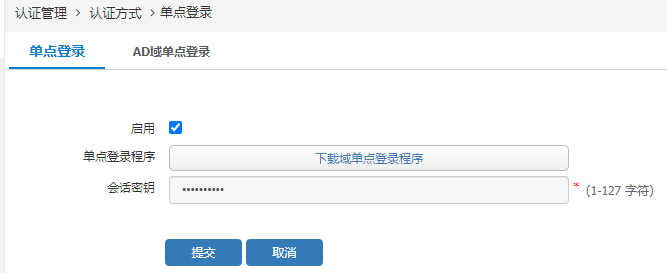 认证管理 > 认证方式 > 单点登录
单点登录 AD域单点登录
启用
单点登录程序 下载域单点登录程序
会话密钥 •••••••••• * (1-127 字符)
提交 取消